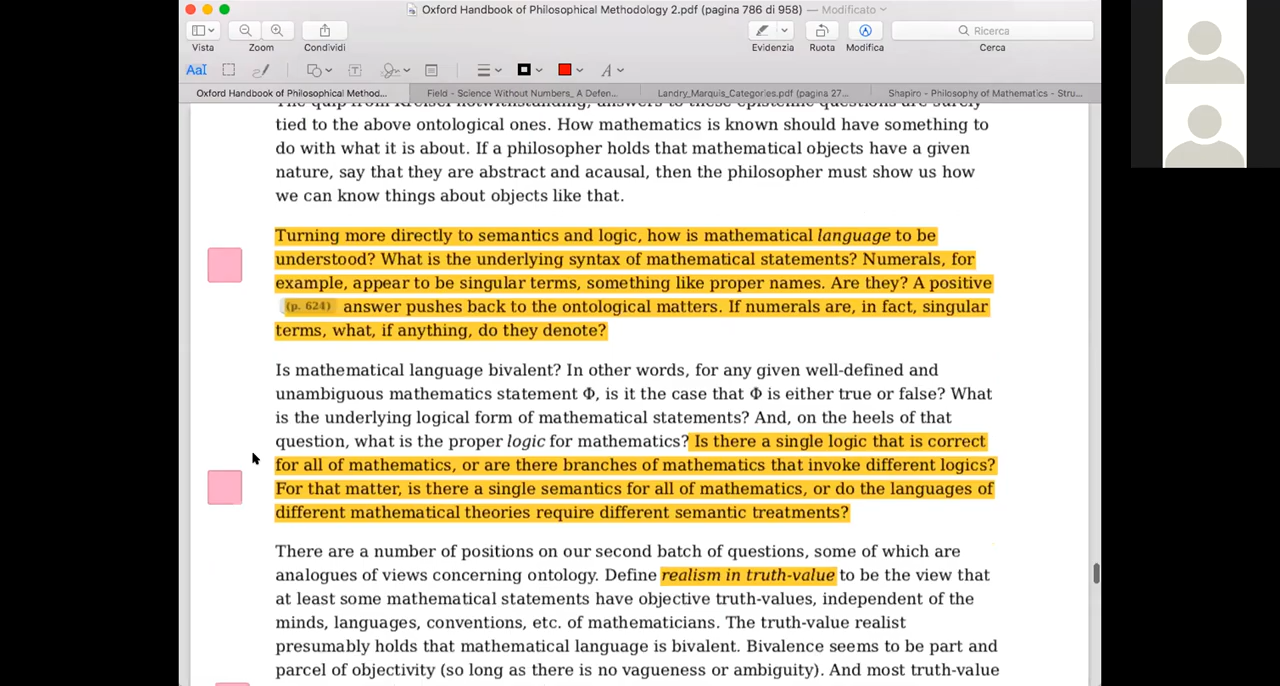 Oxford Handbook of Philosophical Methodology 2.pdf (pagina 786 di 958) — Modificato
Ricerca
Vista
Zoom
Condividi
Evidenzia
Ruota
Modifica
Cerca
AaI
T
A
Oxford Handbook of Philosophical Method...
Field - Science Without Numbers_ A Defen...
Landry_Marquis_Categories.pdf (pagina 27...
Shapiro - Philosophy of Mathematics - Stru...
The quip from Kreisel notwithstanding, answers to these epistemic questions are surely
tied to the above ontological ones. How mathematics is known should have something to
do with what it is about. If a philosopher holds that mathematical objects have a given
nature, say that they are abstract and acausal, then the philosopher must show us how
we can know things about objects like that.
Turning more directly to semantics and logic, how is mathematical language to be
understood? What is the underlying syntax of mathematical statements? Numerals, for
example, appear to be singular terms, something like proper names. Are they? A positive
(p. 624) answer pushes back to the ontological matters. If numerals are, in fact, singular
terms, what, if anything, do they denote?
Is mathematical language bivalent? In other words, for any given well-defined and
unambiguous mathematics statement Φ, is it the case that Φ is either true or false? What
is the underlying logical form of mathematical statements? And, on the heels of that
question, what is the proper logic for mathematics? Is there a single logic that is correct
for all of mathematics, or are there branches of mathematics that invoke different logics?
For that matter, is there a single semantics for all of mathematics, or do the languages of
different mathematical theories require different semantic treatments?
There are a number of positions on our second batch of questions, some of which are
analogues of views concerning ontology. Define realism in truth-value to be the view that
at least some mathematical statements have objective truth-values, independent of the
minds, languages, conventions, etc. of mathematicians. The truth-value realist
presumably holds that mathematical language is bivalent. Bivalence seems to be part and
parcel of objectivity (so long as there is no vagueness or ambiguity). And most truth-value